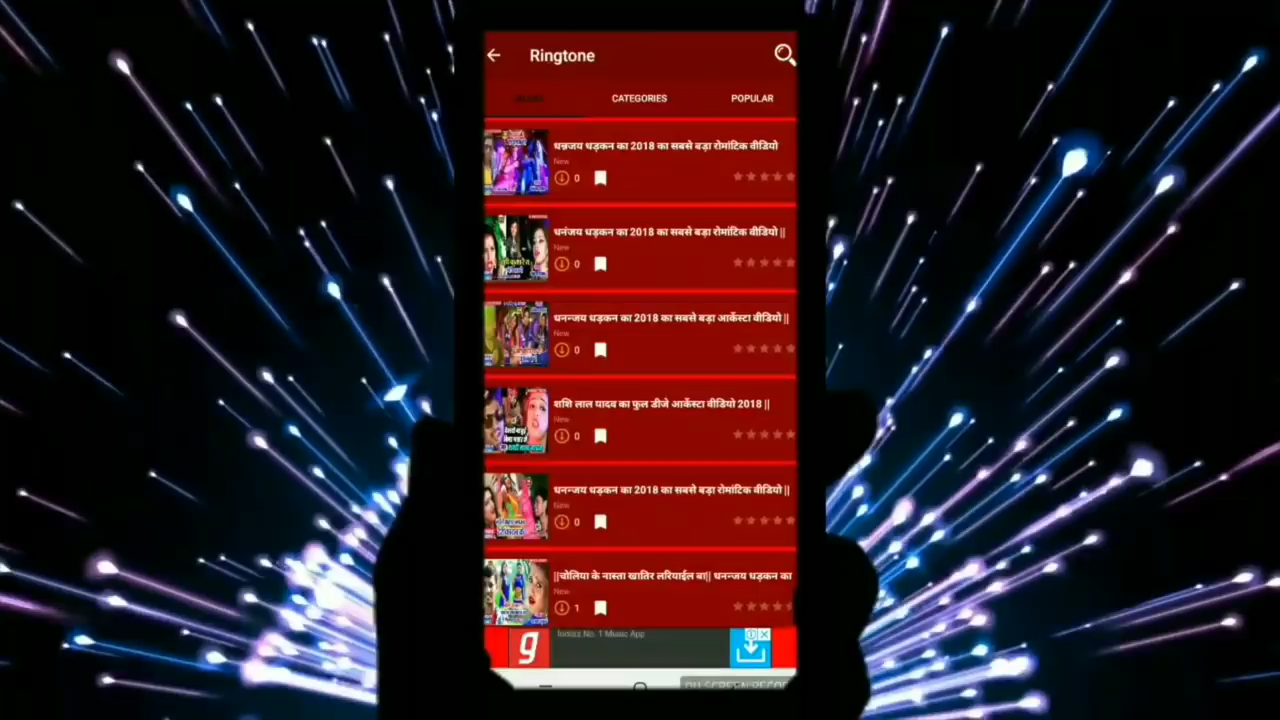 Ringtone
CATEGORIES
POPULAR
धन्नजय धड़कन का 2018 का सबसे बड़ा रोमांटिक वीडियो
New
0
धनंजय धड़कन का 2018 का सबसे बड़ा रोमांटिक वीडियो ||
New
0
धनन्जय धड़कन का 2018 का सबसे बड़ा आर्केस्टा वीडियो ||
New
0
शशि लाल यादव का फुल डीजे आर्केस्टा वीडियो 2018 ||
New
0
धनन्जय धड़कन का 2018 का सबसे बड़ा रोमांटिक वीडियो ||
New
0
||चोलिया के नास्ता खातिर लरियाईल बा|| धनन्जय धड़कन का
New
1
g
India's No. 1 Music App